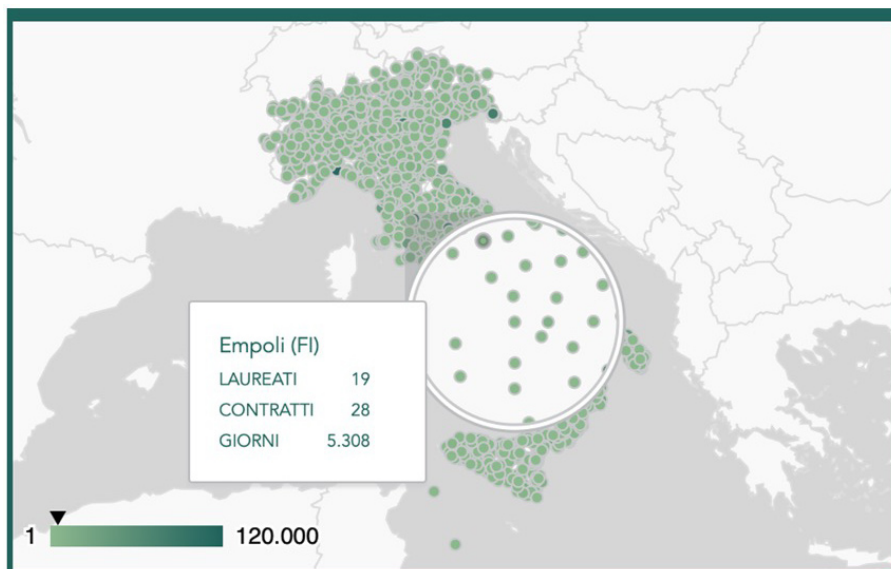 Empoli (FI)
LAUREATI 19
CONTRATTI 28
GIORNI 5.308
1 120.000